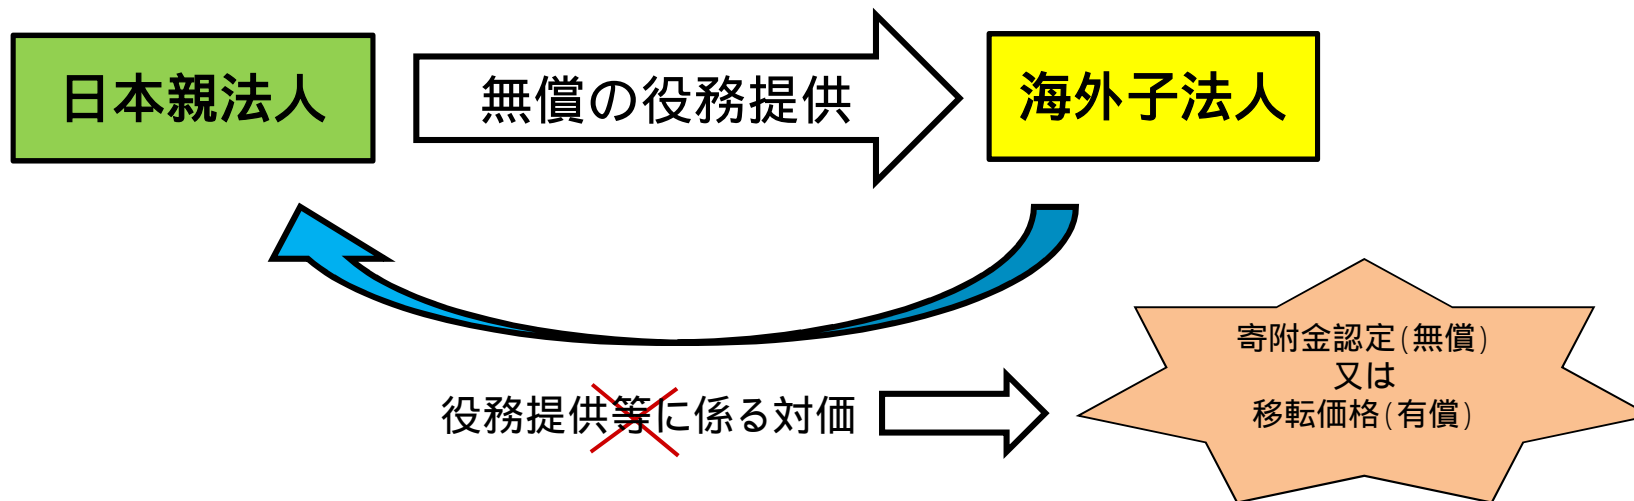 日本親法人
無償の役務提供
海外子法人
寄附金認定(無償)
又は
移転価格(有償)
役務提供等に係る対価